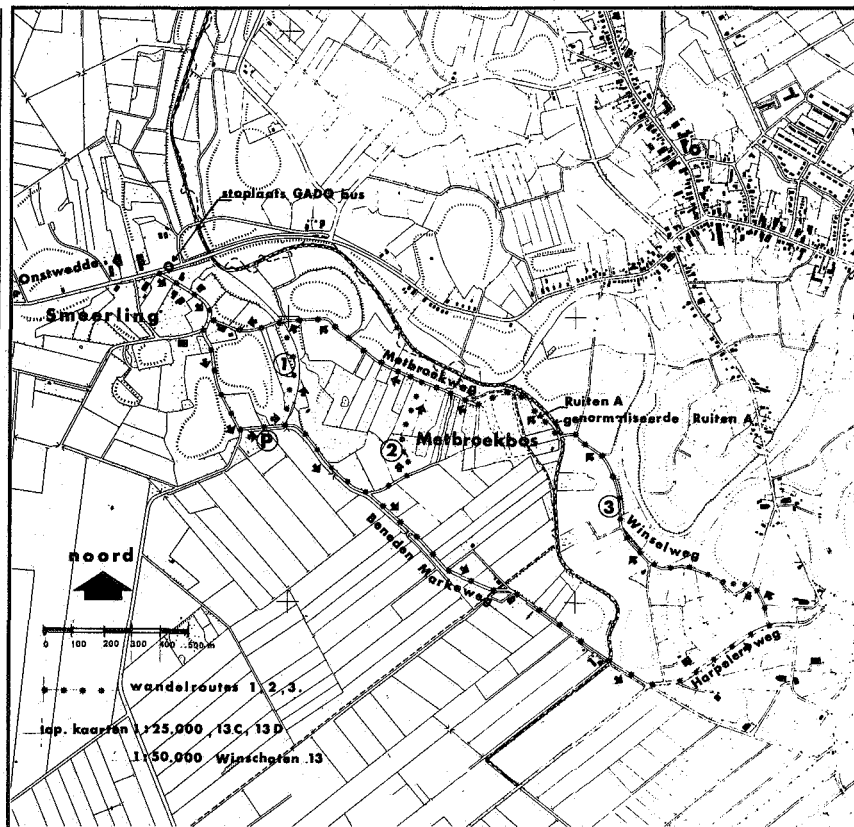 stoplaats GADO bus
Onstwedde
Smeerling
1
Metbroekweg
Ruiten A
genormaliseerde Ruiten A
P
2
Metbroekbos
3
Winselweg
noord
Beneden Markeweg
0 100 200 300 400 500 m
Harpelerweg
wandelroutes 1, 2, 3.
top. kaarten 1:25.000, 13C, 13D
1:50.000 Winschoten 13